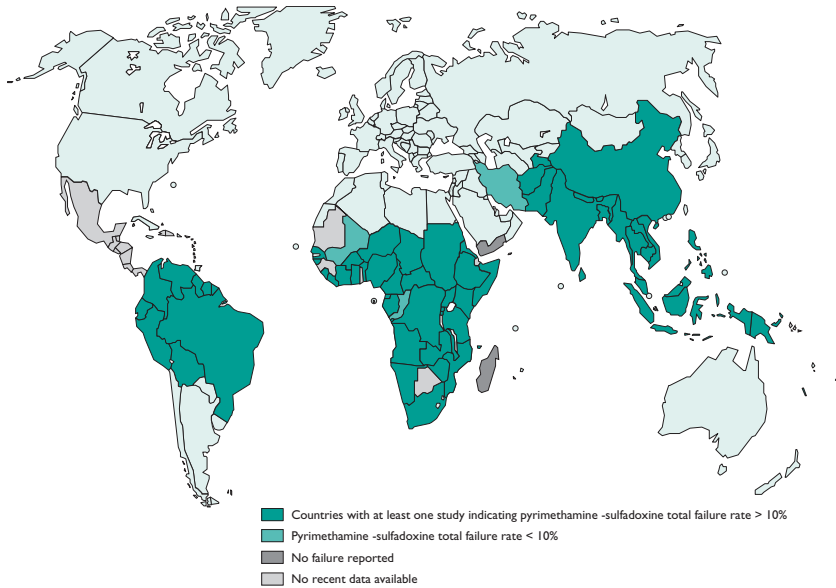 Countries with at least one study indicating pyrimethamine -sulfadoxine total failure rate > 10%
Pyrimethamine -sulfadoxine total failure rate < 10%
No failure reported
No recent data available